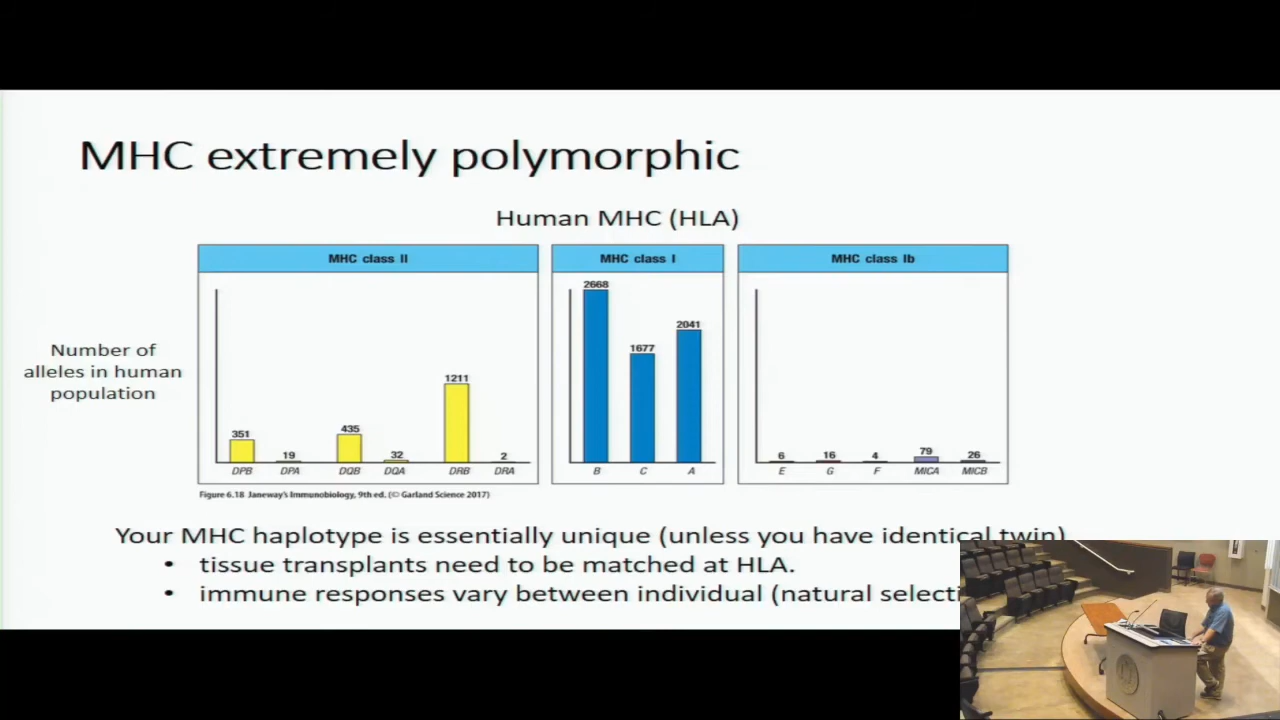 MHC extremely polymorphic
Human MHC (HLA)
MHC class II
MHC class I
MHC class Ib
Number of
alleles in human
population
351
19
435
32
1211
2
DPB
DPA
DQB
DQA
DRB
DRA
2668
1677
2041
B
C
A
6
16
4
79
26
E
G
F
MICA
MICB
Figure 6.18 Janeway's Immunobiology, 9th ed. (© Garland Science 2017)
Your MHC haplotype is essentially unique (unless you have identical twin)
• tissue transplants need to be matched at HLA.
• immune responses vary between individual (natural